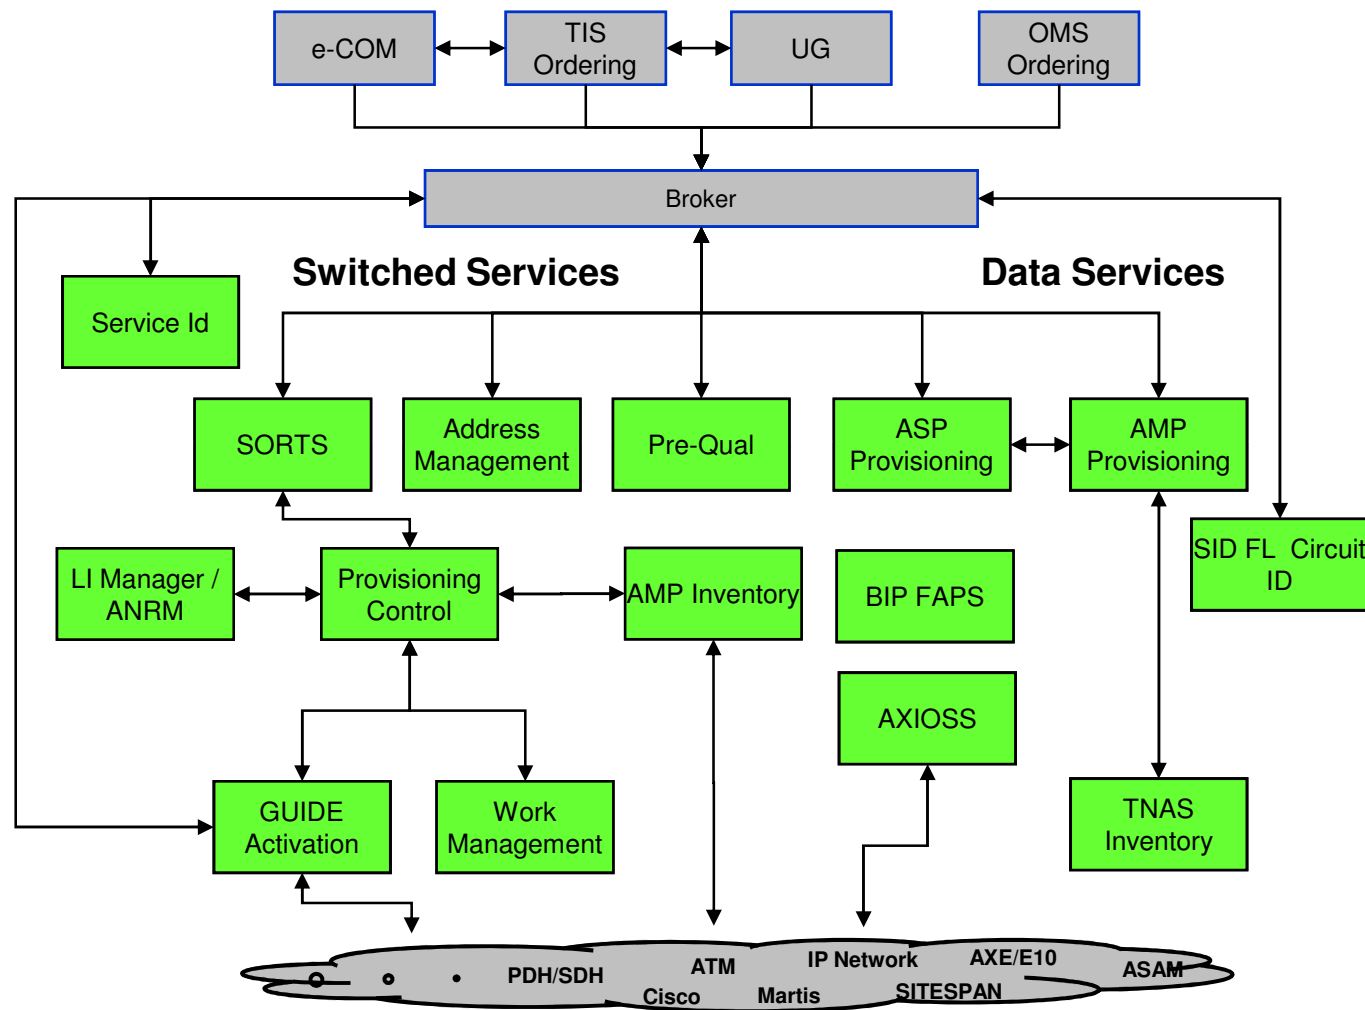 e-COM
TIS
Ordering
UG
OMS
Ordering
Broker
Switched Services
Data Services
Service Id
SORTS
Address
Management
Pre-Qual
ASP
Provisioning
AMP
Provisioning
SID FL  Circuit
ID
LI Manager /
ANRM
Provisioning
Control
AMP Inventory
BIP FAPS
AXIOSS
GUIDE
Activation
Work
Management
TNAS
Inventory
PDH/SDH
ATM
IP Network
AXE/E10
ASAM
Cisco
Martis
SITESPAN